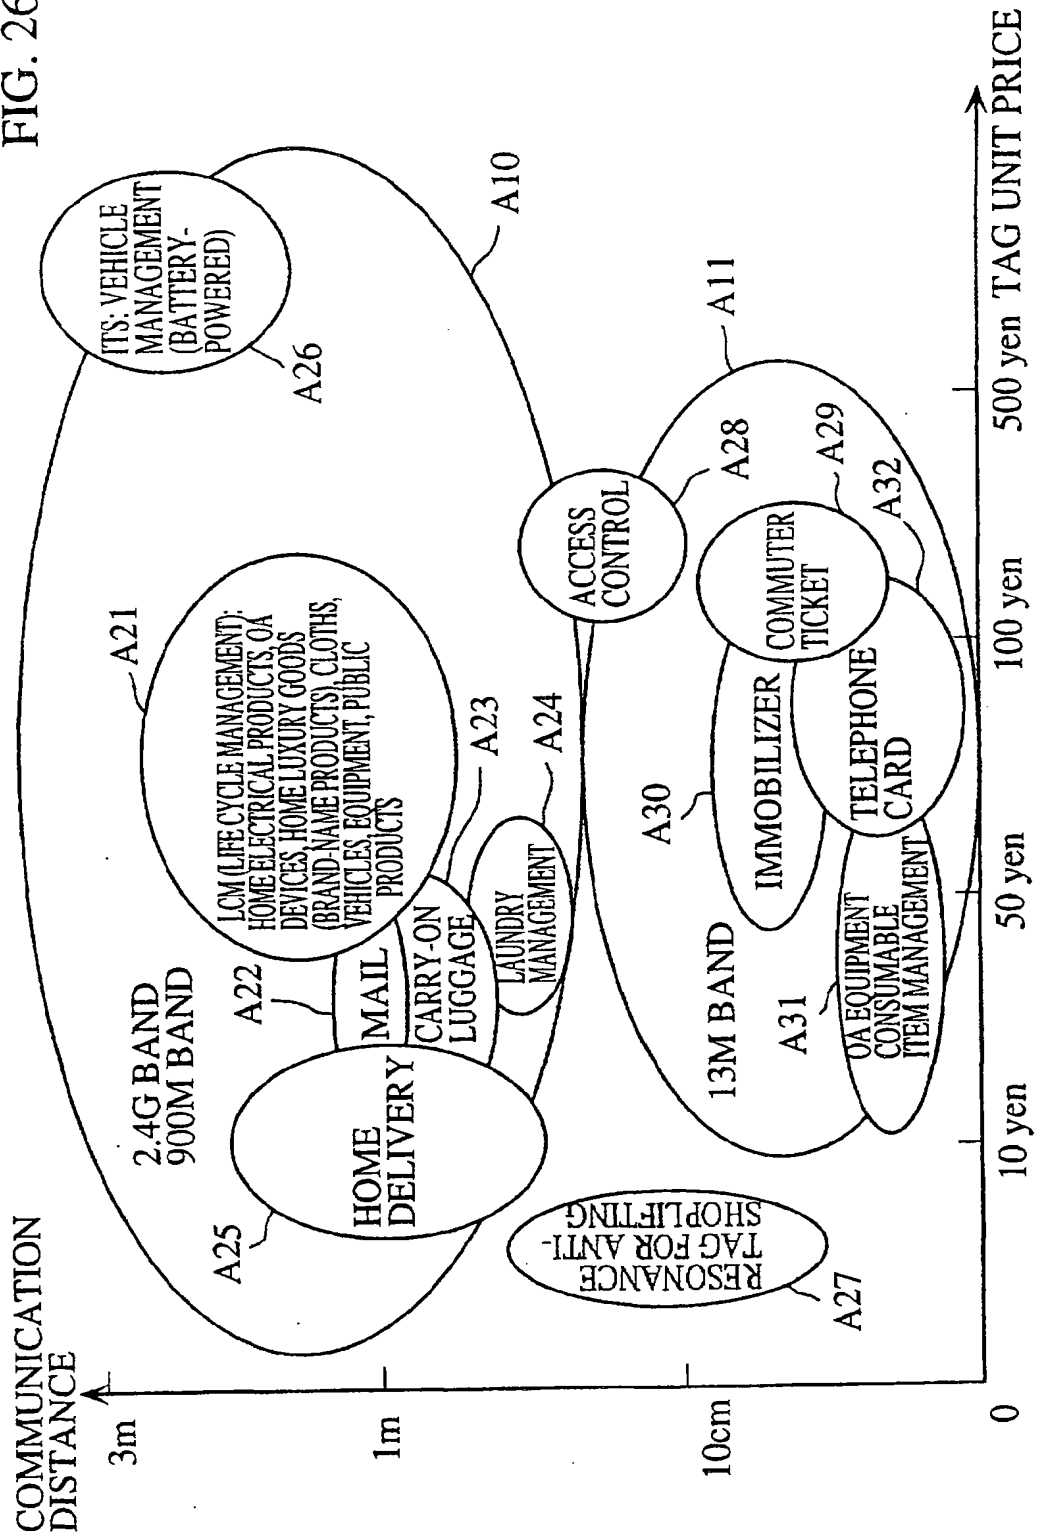 FIG. 26
COMMUNICATION
DISTANCE
3m
1m
10cm
0
2.4G BAND
900M BAND
A10
A21
LCM (LIFE CYCLE MANAGEMENT):
HOME ELECTRICAL PRODUCTS, OA
DEVICES, HOME LUXURY GOODS
(BRAND-NAME PRODUCTS), CLOTHS,
VEHICLES, EQUIPMENT, PUBLIC
PRODUCTS
ITS: VEHICLE
MANAGEMENT
(BATTERY-
POWERED)
A26
A22
MAIL
A23
CARRY-ON
LUGGAGE
A24
LAUNDRY
MANAGEMENT
A25
HOME
DELIVERY
RESONANCE
TAG FOR ANTI-
SHOPLIFTING
A27
ACCESS
CONTROL
A28
A11
13M BAND
A30
IMMOBILIZER
COMMUTER
TICKET
A29
A32
TELEPHONE
CARD
A31
OA EQUIPMENT
CONSUMABLE
ITEM MANAGEMENT
10 yen
50 yen
100 yen
500 yen
TAG UNIT PRICE